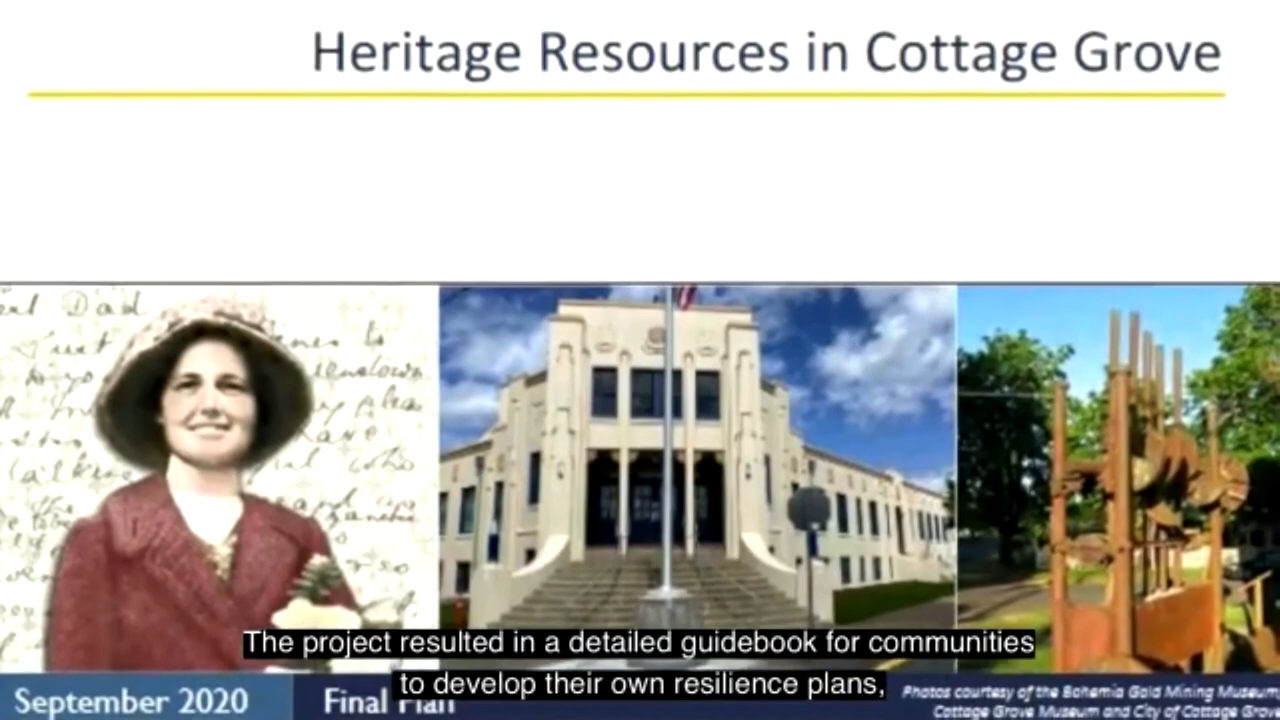 Heritage Resources in Cottage Grove
The project resulted in a detailed guidebook for communities
to develop their own resilience plans,
September 2020
Final Plan
Photos courtesy of the Bohemia Gold Mining Museum,
Cottage Grove Museum and City of Cottage Grove